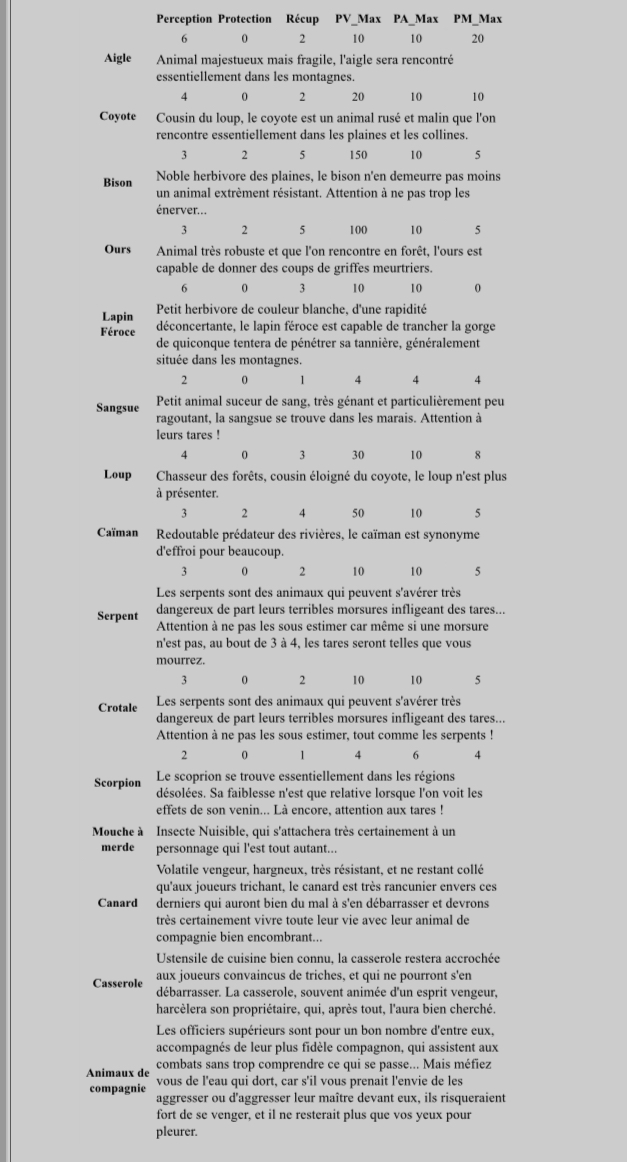 Perception Protection Récup PV_Max PA_Max PM_Max
6 0 2 10 10 20
Aigle
Animal majestueux mais fragile, l'aigle sera rencontré
essentiellement dans les montagnes.
4 0 2 20 10 10
Coyote
Cousin du loup, le coyote est un animal rusé et malin que l'on
rencontre essentiellement dans les plaines et les collines.
3 2 5 150 10 5
Bison
Noble herbivore des plaines, le bison n'en demeurre pas moins
un animal extrèment résistant. Attention à ne pas trop les
énerver...
3 2 5 100 10 5
Ours
Animal très robuste et que l'on rencontre en forêt, l'ours est
capable de donner des coups de griffes meurtriers.
6 0 3 10 10 0
Lapin
Féroce
Petit herbivore de couleur blanche, d'une rapidité
déconcertante, le lapin féroce est capable de trancher la gorge
de quiconque tentera de pénétrer sa tannière, généralement
située dans les montagnes.
2 0 1 4 4 4
Sangsue
Petit animal suceur de sang, très génant et particulièrement peu
ragoutant, la sangsue se trouve dans les marais. Attention à
leurs tares !
4 0 3 30 10 8
Loup
Chasseur des forêts, cousin éloigné du coyote, le loup n'est plus
à présenter.
3 2 4 50 10 5
Caïman
Redoutable prédateur des rivières, le caïman est synonyme
d'effroi pour beaucoup.
3 0 2 10 10 5
Serpent
Les serpents sont des animaux qui peuvent s'avérer très
dangereux de part leurs terribles morsures infligeant des tares...
Attention à ne pas les sous estimer car même si une morsure
n'est pas, au bout de 3 à 4, les tares seront telles que vous
mourrez.
3 0 2 10 10 5
Crotale
Les serpents sont des animaux qui peuvent s'avérer très
dangereux de part leurs terribles morsures infligeant des tares...
Attention à ne pas les sous estimer, tout comme les serpents !
2 0 1 4 6 4
Scorpion
Le scoprion se trouve essentiellement dans les régions
désolées. Sa faiblesse n'est que relative lorsque l'on voit les
effets de son venin... Là encore, attention aux tares !
Mouche à
merde
Insecte Nuisible, qui s'attachera très certainement à un
personnage qui l'est tout autant...
Canard
Volatile vengeur, hargneux, très résistant, et ne restant collé
qu'aux joueurs trichant, le canard est très rancunier envers ces
derniers qui auront bien du mal à s'en débarrasser et devrons
très certainement vivre toute leur vie avec leur animal de
compagnie bien encombrant...
Casserole
Ustensile de cuisine bien connu, la casserole restera accrochée
aux joueurs convaincus de triches, et qui ne pourront s'en
débarrasser. La casserole, souvent animée d'un esprit vengeur,
harcèlera son propriétaire, qui, après tout, l'aura bien cherché.
Animaux de
compagnie
Les officiers supérieurs sont pour un bon nombre d'entre eux,
accompagnés de leur plus fidèle compagnon, qui assistent aux
combats sans trop comprendre ce qui se passe... Mais méfiez
vous de l'eau qui dort, car s'il vous prenait l'envie de les
aggresser ou d'aggresser leur maître devant eux, ils risqueraient
fort de se venger, et il ne resterait plus que vos yeux pour
pleurer.